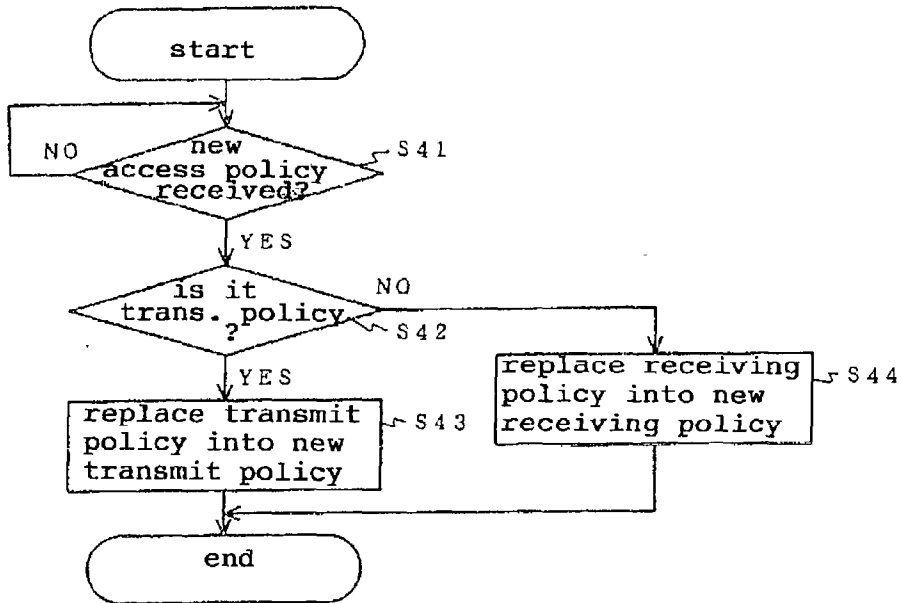 start
NO
new
access policy
received?
S41
YES
is it
trans. policy
?
S42
NO
YES
replace transmit
policy into new
transmit policy
S43
replace receiving
policy into new
receiving policy
S44
end